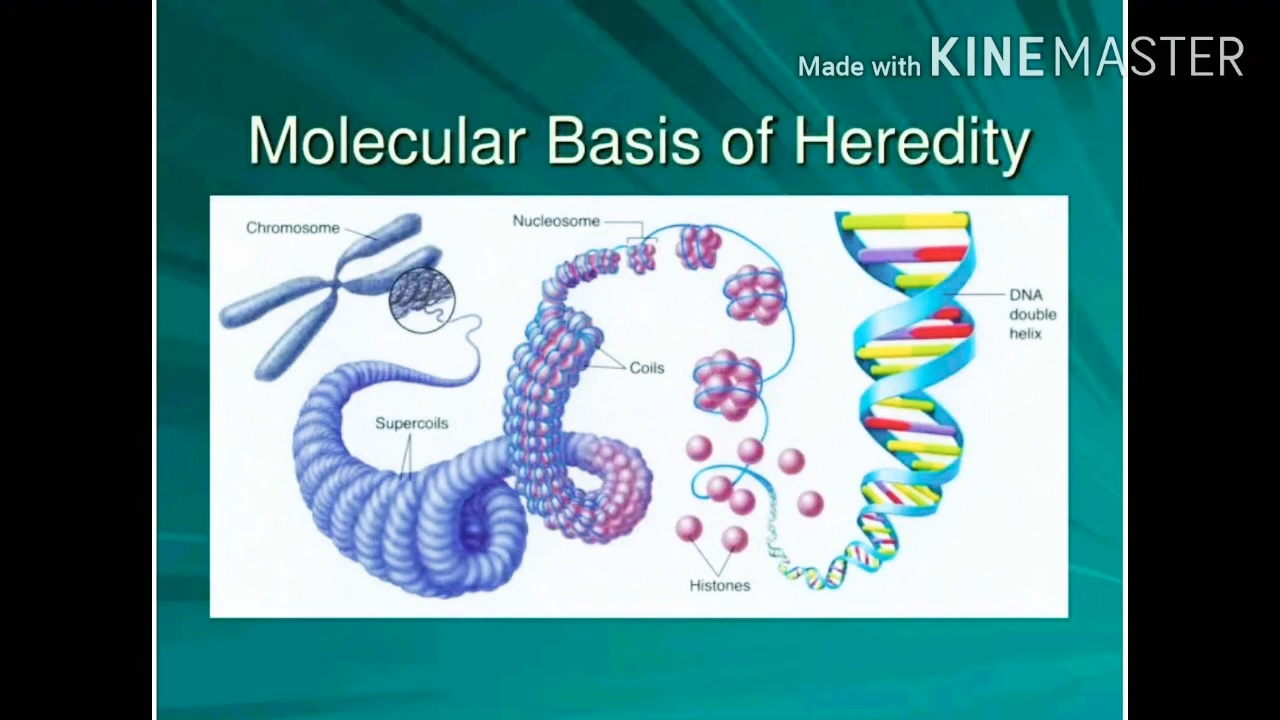 Made with KINEMASTER
Molecular Basis of Heredity
Chromosome
Nucleosome
DNA
double
helix
Coils
Supercoils
Histones